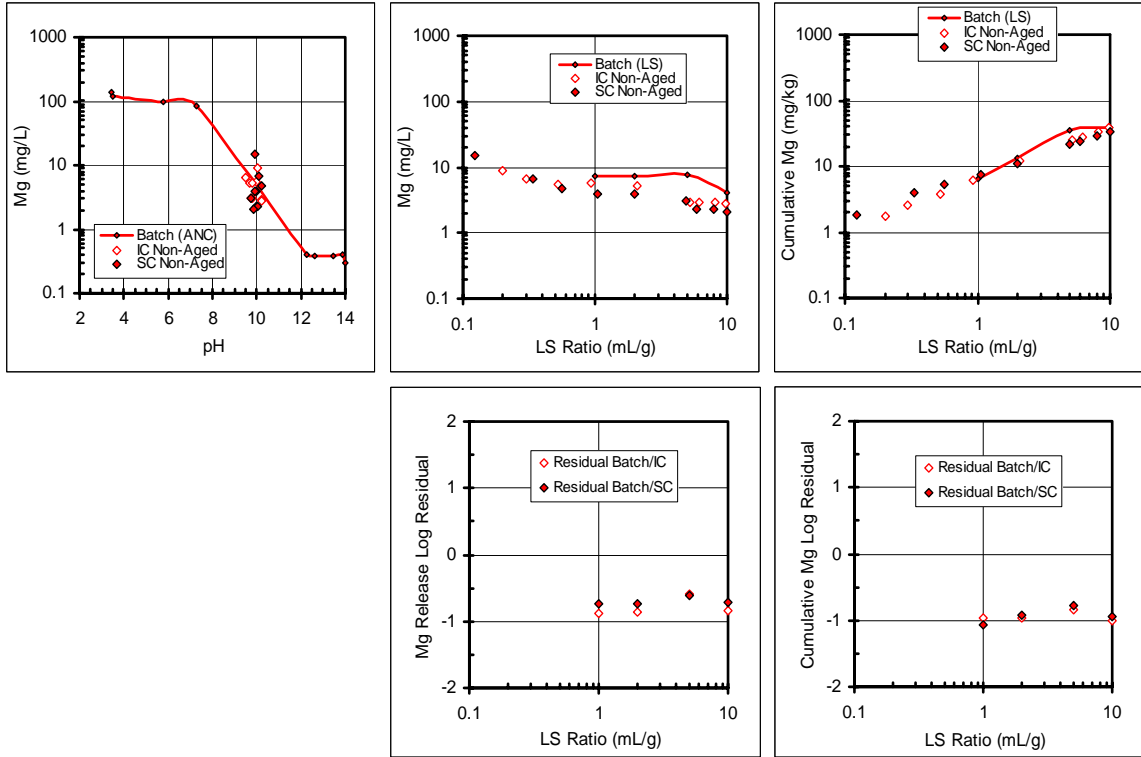 1000
100
10
1
0.1
Mg (mg/L)
Batch (ANC)
IC Non-Aged
SC Non-Aged
2 4 6 8 10 12 14
pH
1000
100
10
1
0.1
Mg (mg/L)
Batch (LS)
IC Non-Aged
SC Non-Aged
0.1 1 10
LS Ratio (mL/g)
1000
100
10
1
0.1
Cumulative Mg (mg/kg)
Batch (LS)
IC Non-Aged
SC Non-Aged
0.1 1 10
LS Ratio (mL/g)
2
1
0
-1
-2
Mg Release Log Residual
Residual Batch/IC
Residual Batch/SC
0.1 1 10
LS Ratio (mL/g)
2
1
0
-1
-2
Cumulative Mg Log Residual
Residual Batch/IC
Residual Batch/SC
0.1 1 10
LS Ratio (mL/g)